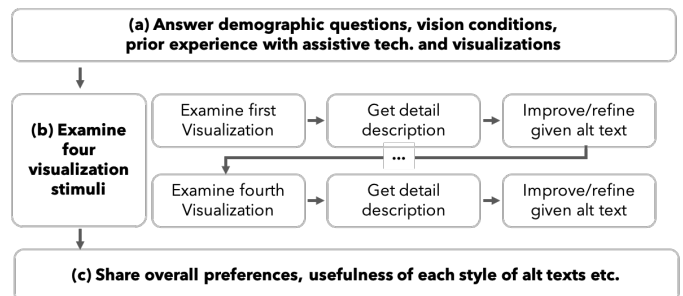 (a) Answer demographic questions, vision conditions,
prior experience with assistive tech. and visualizations
(b) Examine
four
visualization
stimuli
Examine first
Visualization
Get detail
description
Improve/refine
given alt text
...
Examine fourth
Visualization
Get detail
description
Improve/refine
given alt text
(c) Share overall preferences, usefulness of each style of alt texts etc.